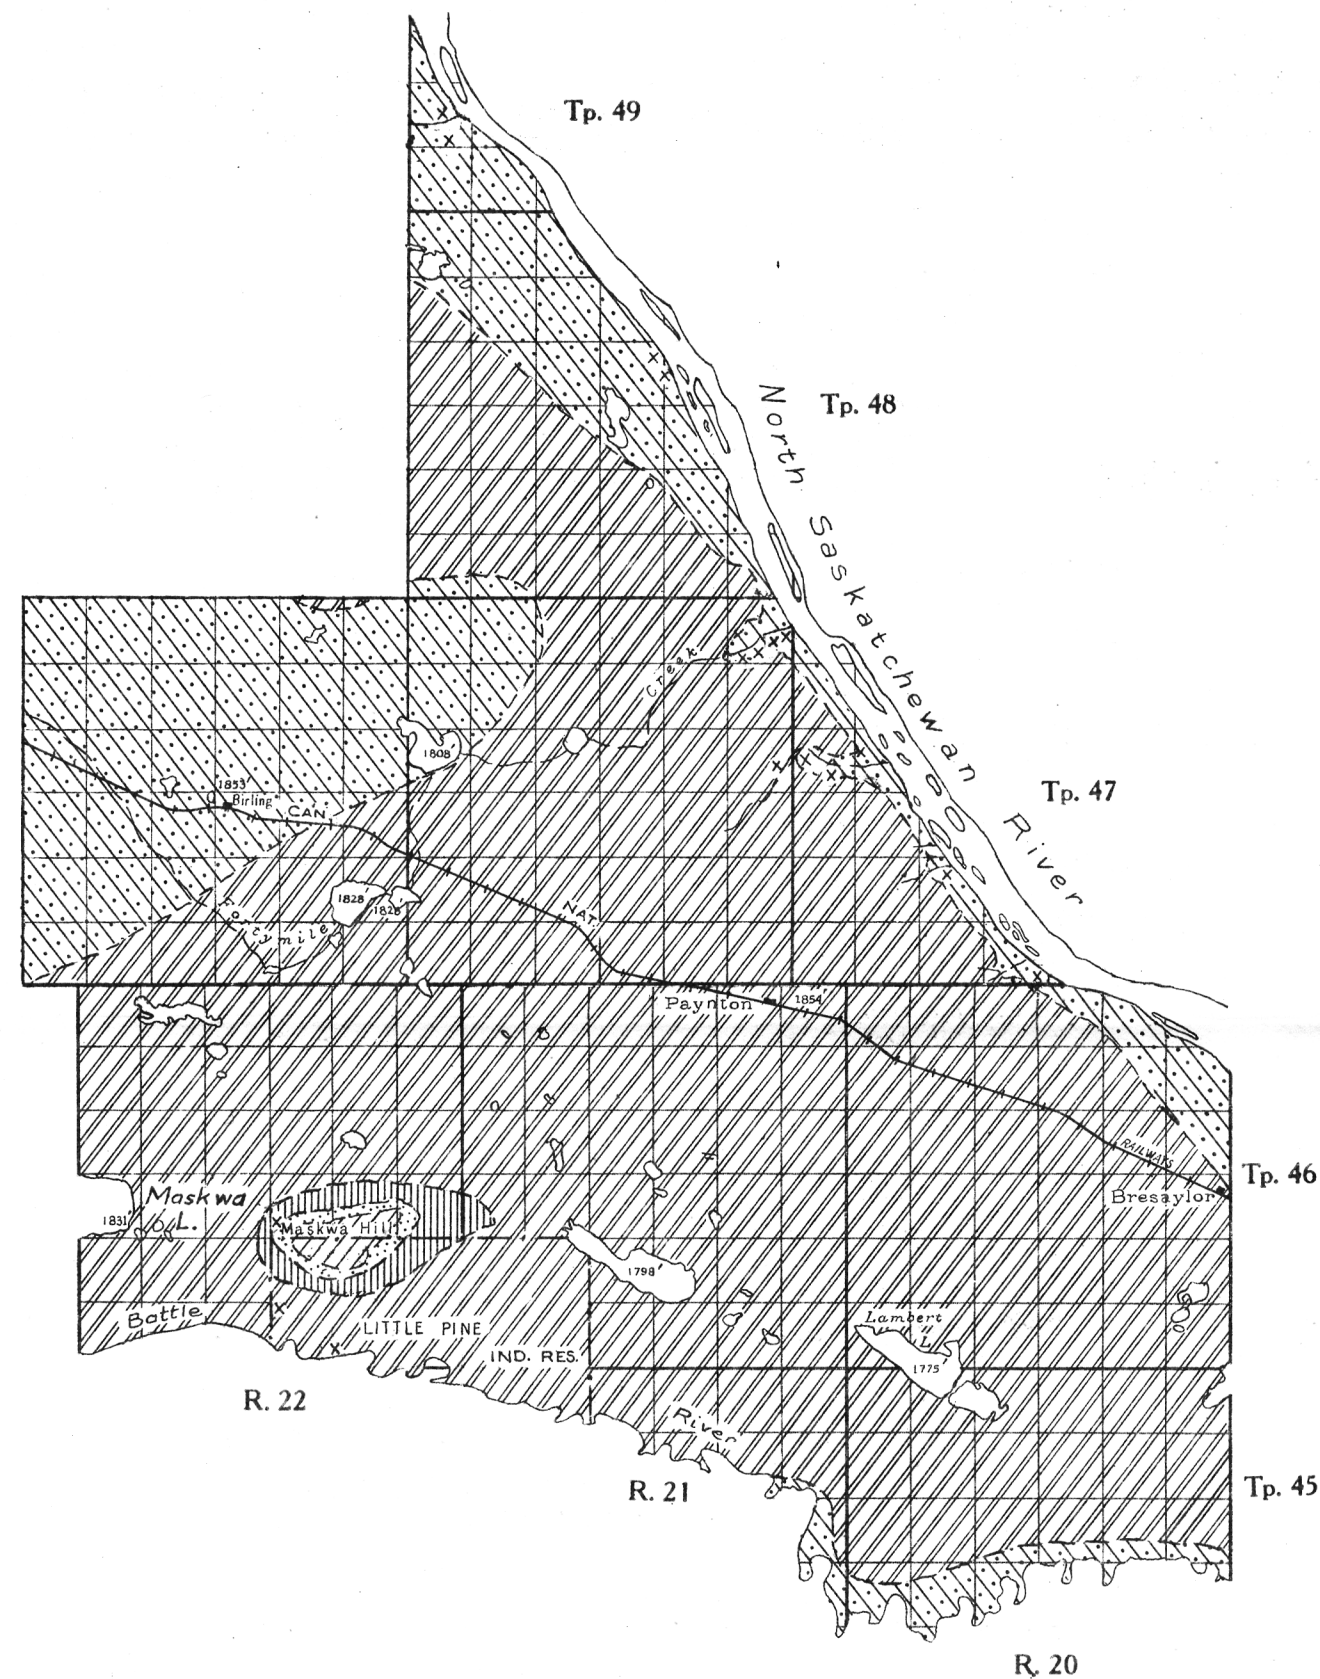 Tp. 49
Tp. 48
North Saskatchewan River
Creek
1808
Tp. 47
1853'
Birling
CAN.
NAT.
RAILWAYS
1828'
1828'
Forty mile
Paynton
1854'
Tp. 46
Bresaylor
Maskwa
L.
1831'
Maskwa Hill
1798'
Battle
River
LITTLE PINE
IND. RES.
Lambert
L.
1775'
R. 22
R. 21
Tp. 45
R. 20